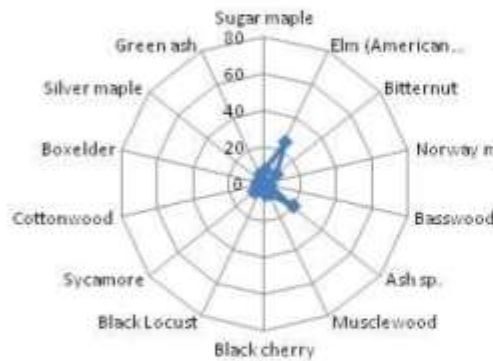 Sugar maple
80
Green ash
Elm (American...
60
Silver maple
Bitternut
40
Boxelder
20
Norway m
0
Cottonwood
Basswood
Sycamore
Ash sp.
Black Locust
Musclewood
Black cherry